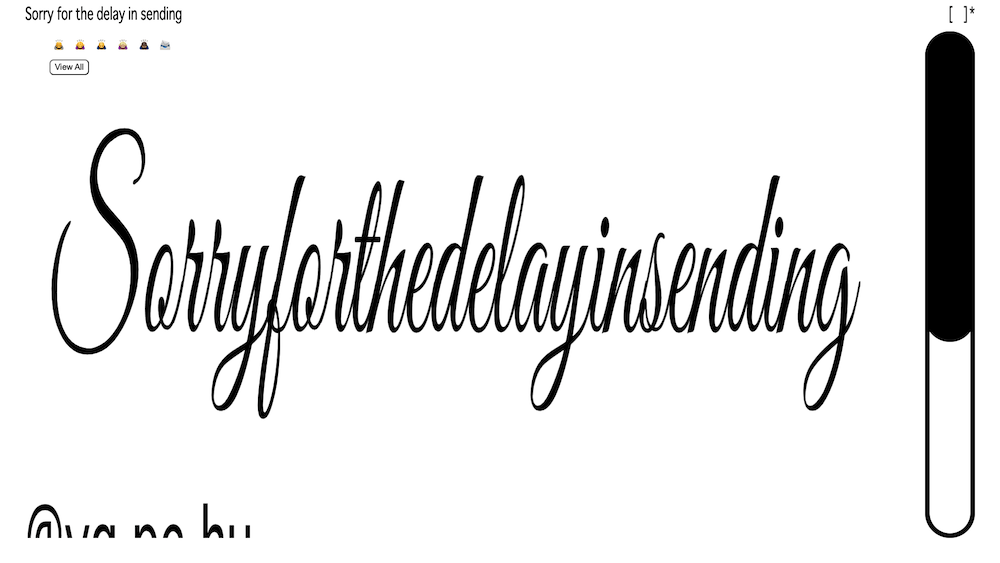 Sorry for the delay in sending
[ ]*
View All
Sorryforthedelayinsending